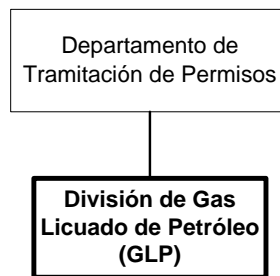 Departamento de
Tramitación de Permisos
División de Gas
Licuado de Petróleo
(GLP)